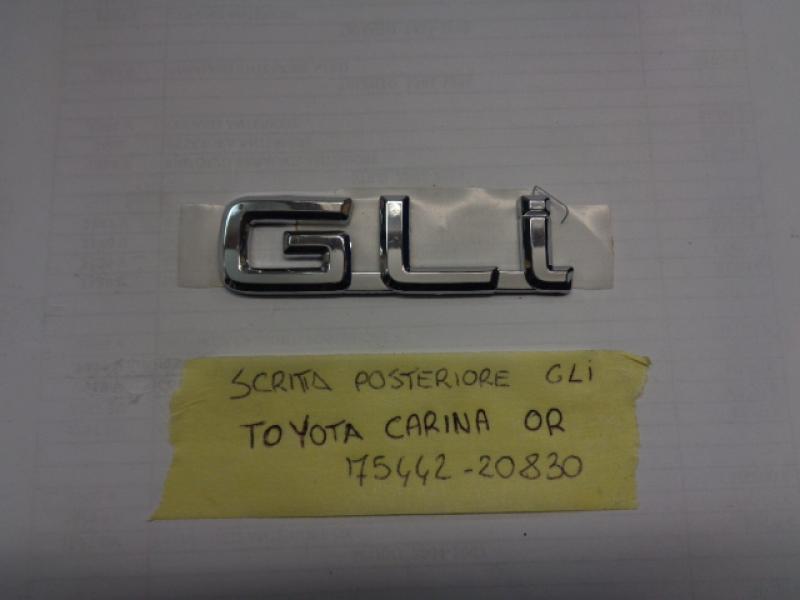 GLi
SCRITTA POSTERIORE GLi
TOYOTA CARINA OR
75442-20830